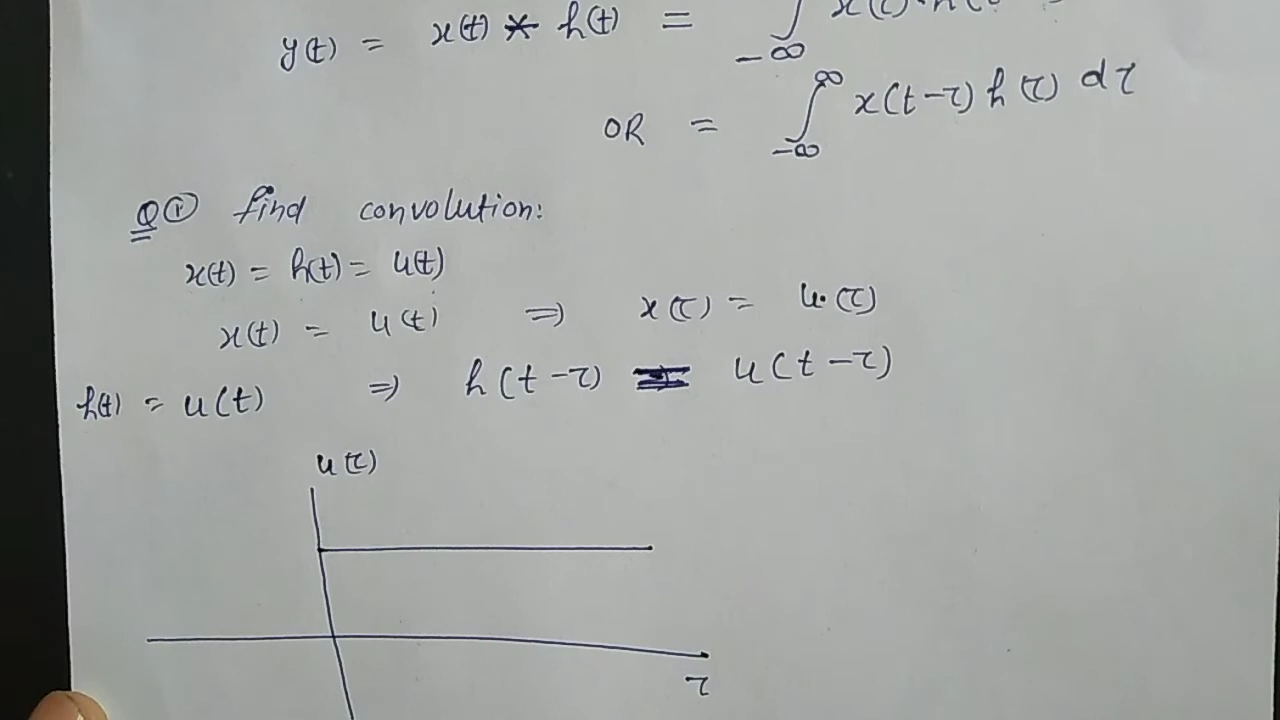 y(t) = x(t) * h(t) = ∫ -∞
OR = ∫ -∞ ∞ x(t-τ) h(τ) dτ
Q① find convolution:
x(t) = h(t) = u(t)
x(t) = u(t) ⇒ x(τ) = u(τ)
h(t) = u(t) ⇒ h(t-τ) = u(t-τ)
u(τ)
τ